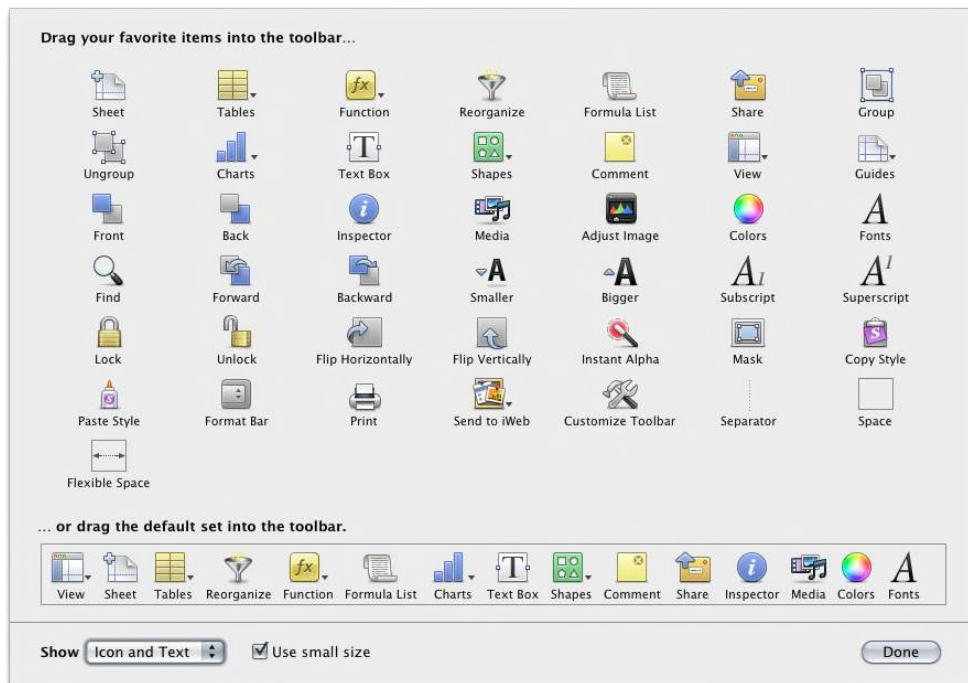 Drag your favorite items into the toolbar...
Sheet Tables Function Reorganize Formula List Share Group
Ungroup Charts Text Box Shapes Comment View Guides
Front Back Inspector Media Adjust Image Colors Fonts
Find Forward Backward Smaller Bigger Subscript Superscript
Lock Unlock Flip Horizontally Flip Vertically Instant Alpha Mask Copy Style
Paste Style Format Bar Print Send to iWeb Customize Toolbar Separator Space
Flexible Space
... or drag the default set into the toolbar.
View Sheet Tables Reorganize Function Formula List Charts Text Box Shapes Comment Share Inspector Media Colors Fonts
Show Icon and Text Use small size Done